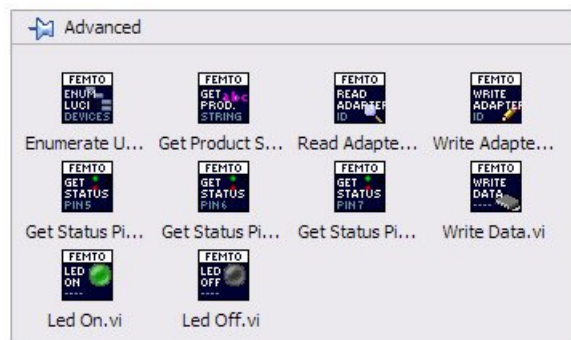 Advanced
FEMTO FEMTO FEMTO FEMTO
ENUM GET abc READ WRITE
LUCI PROD. ADAPTER ADAPTER
DEVICES STRING ID ID
Enumerate U... Get Product S... Read Adapte... Write Adapte...
FEMTO FEMTO FEMTO FEMTO
GET GET GET WRITE
STATUS STATUS STATUS DATA
PIN5 PIN6 PIN7 ----
Get Status Pi... Get Status Pi... Get Status Pi... Write Data.vi
FEMTO FEMTO
LED LED
ON OFF
---- ----
Led On.vi Led Off.vi